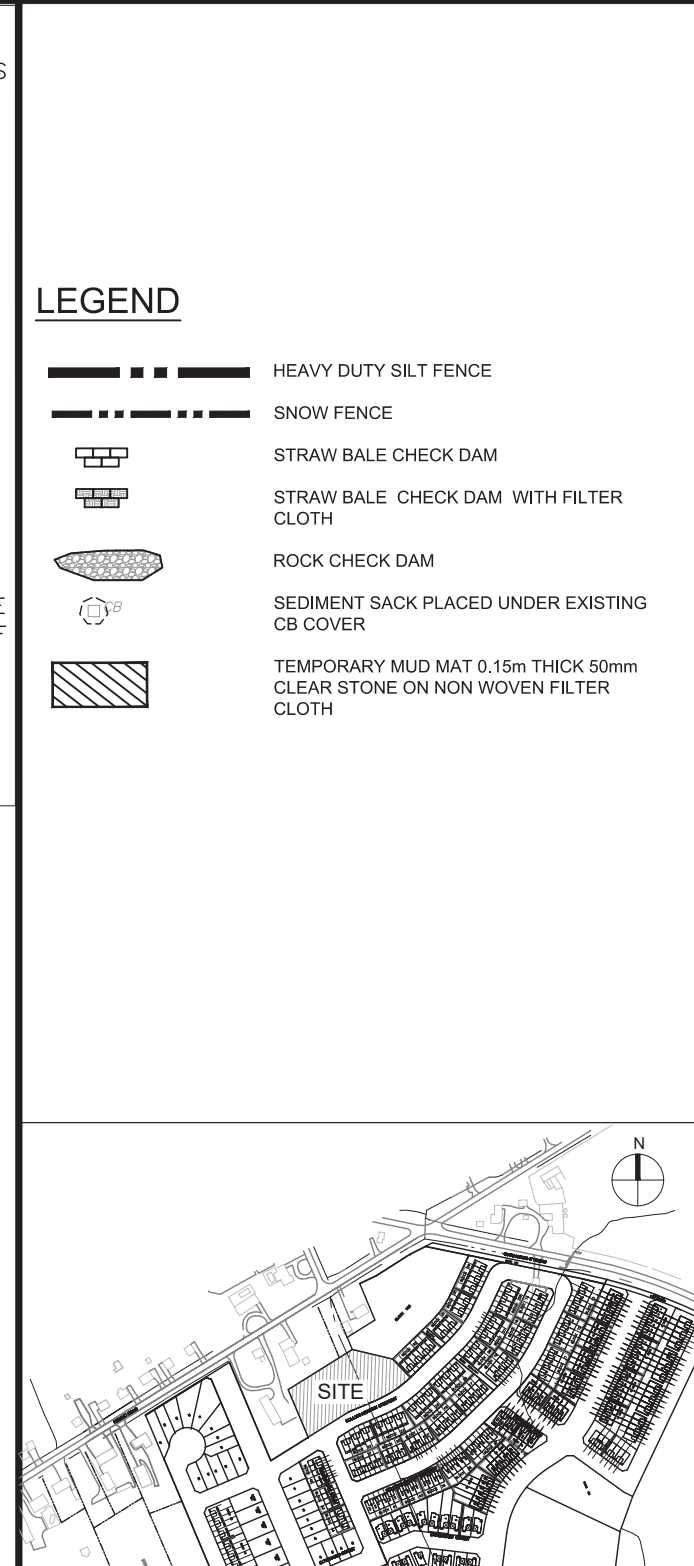 S
E
F
LEGEND
HEAVY DUTY SILT FENCE
SNOW FENCE
STRAW BALE CHECK DAM
STRAW BALE CHECK DAM WITH FILTER
CLOTH
ROCK CHECK DAM
CB
SEDIMENT SACK PLACED UNDER EXISTING
CB COVER
TEMPORARY MUD MAT 0.15m THICK 50mm
CLEAR STONE ON NON WOVEN FILTER
CLOTH
N
SITE